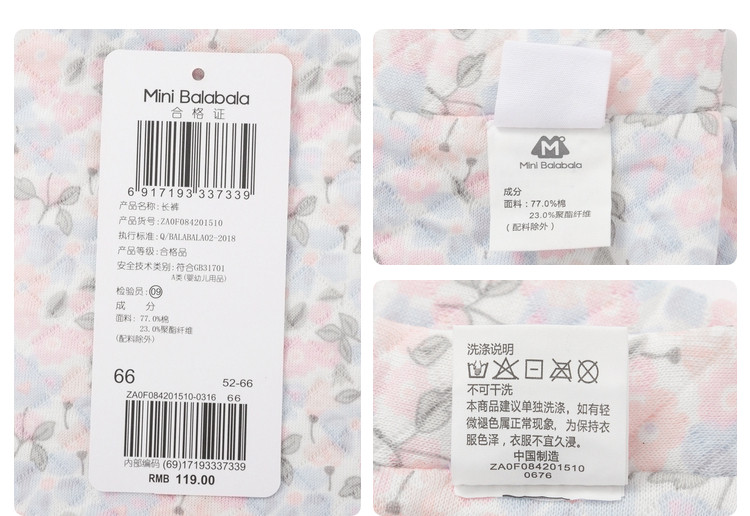 Mini Balabala
合格证
6 917193 337339
产品名称: 长裤
产品货号: ZA0F084201510
执行标准: Q/BALABALA02-2018
产品等级: 合格品
安全技术类别: 符合GB31701
A类(婴幼儿用品)
检验员: 09
成 分
面料: 77.0%棉
23.0%聚酯纤维
(配料除外)
66 52-66
ZA0F084201510-0316 66
内部编码 (69)17193337339
RMB 119.00
M
Mini Balabala
成分
面料：77.0%棉
23.0%聚酯纤维
(配料除外)
洗涤说明
不可干洗
本商品建议单独洗涤，如有轻
微褪色属正常现象，为保持衣
服色泽，衣服不宜久浸。
中国制造
ZA0F084201510
0676